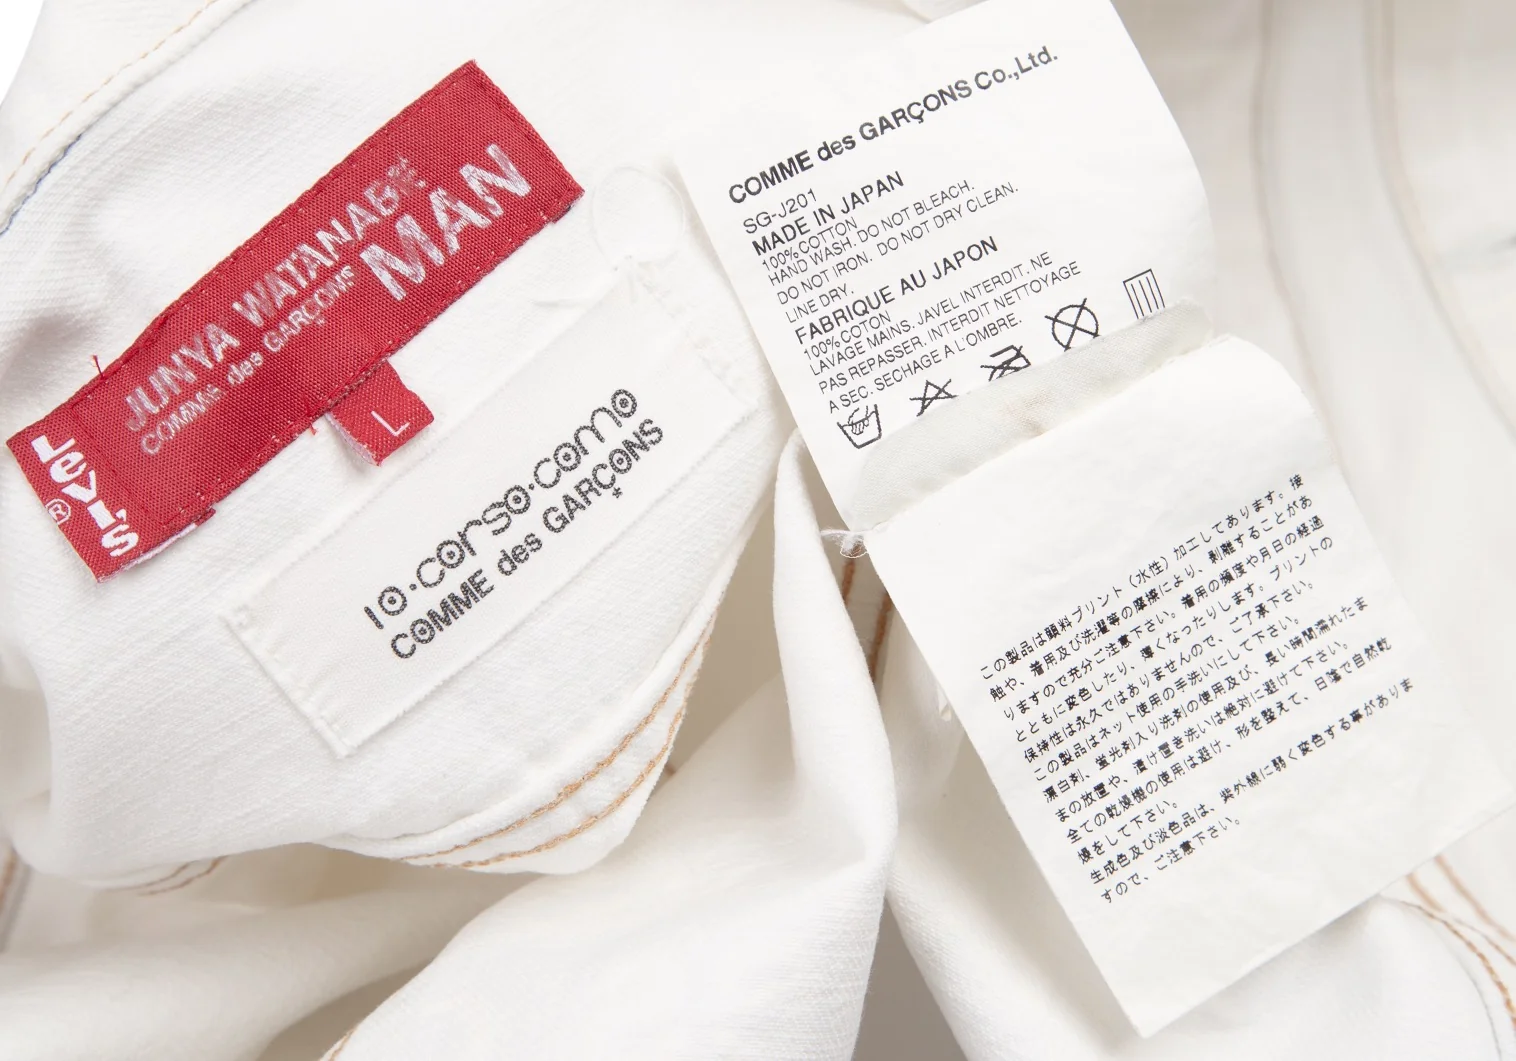 JUNYA WATANABE
COMME des GARÇONS
MAN
Levi's
®
L
10·corso·como
COMME des GARÇONS
COMME des GARÇONS Co.,Ltd.
SG-J201
MADE IN JAPAN
100%COTTON
HAND WASH. DO NOT BLEACH.
DO NOT IRON. DO NOT DRY CLEAN.
LINE DRY.
FABRIQUE AU JAPON
100%COTON
LAVAGE MAINS. JAVEL INTERDIT. NE
PAS REPASSER. INTERDIT NETTOYAGE
A SEC. SECHAGE A L'OMBRE.
この製品は顔料プリント(水性)加工してあります。接
触や、着用及び洗濯等の摩擦により、剥離することがあ
りますので充分ご注意下さい。着用の頻度や月日の経過
とともに変色したり、薄くなったりします。プリントの
保持性は永久ではありませんので、ご了承下さい。
この製品はネット使用の手洗いにして下さい。
漂白剤、蛍光剤入り洗剤の使用及び、長い時間濡れたま
まの放置や、漬け置き洗いは絶対に避けて下さい。
全ての乾燥機の使用は避け、形を整えて、日陰で自然乾
燥をして下さい。
生成色及び淡色品は、紫外線に弱く変色する事がありま
すので、ご注意下さい。